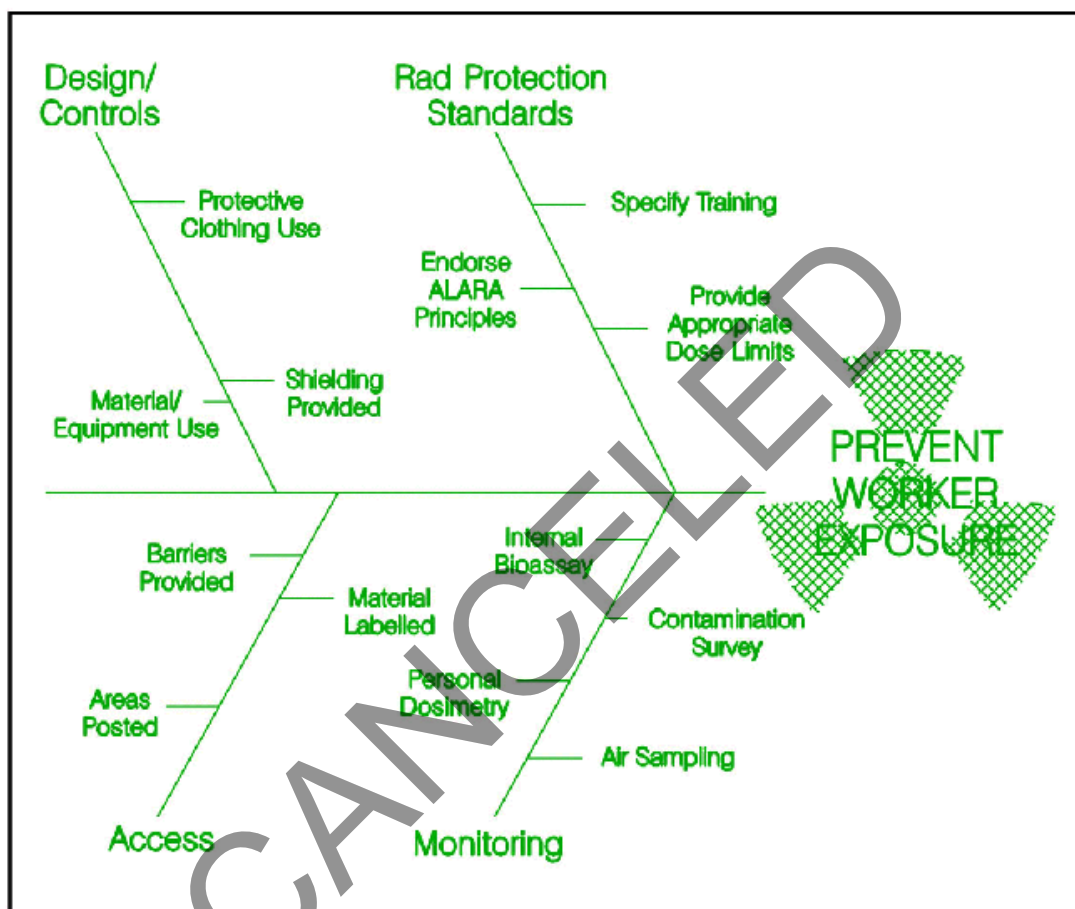 Design/
Controls
Rad Protection
Standards
Protective
Clothing Use
Specify Training
Endorse
ALARA
Principles
Provide
Appropriate
Dose Limits
Shielding
Provided
Material/
Equipment Use
PREVENT
WORKER
EXPOSURE
Barriers
Provided
Internal
Bioassay
Material
Labelled
Contamination
Survey
Areas
Posted
Personal
Dosimetry
Air Sampling
Access
Monitoring
CANCELED